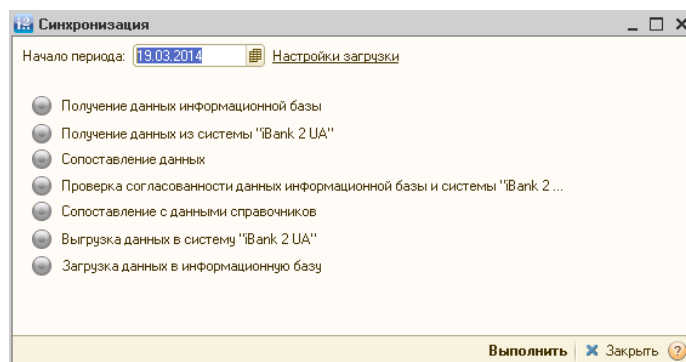 Синхронизация
Начало периода: 19.03.2014 Настройки загрузки
Получение данных информационной базы
Получение данных из системы "iBank 2 UA"
Сопоставление данных
Проверка согласованности данных информационной базы и системы "iBank 2 ...
Сопоставление с данными справочников
Выгрузка данных в систему "iBank 2 UA"
Загрузка данных в информационную базу
Выполнить Закрыть ?